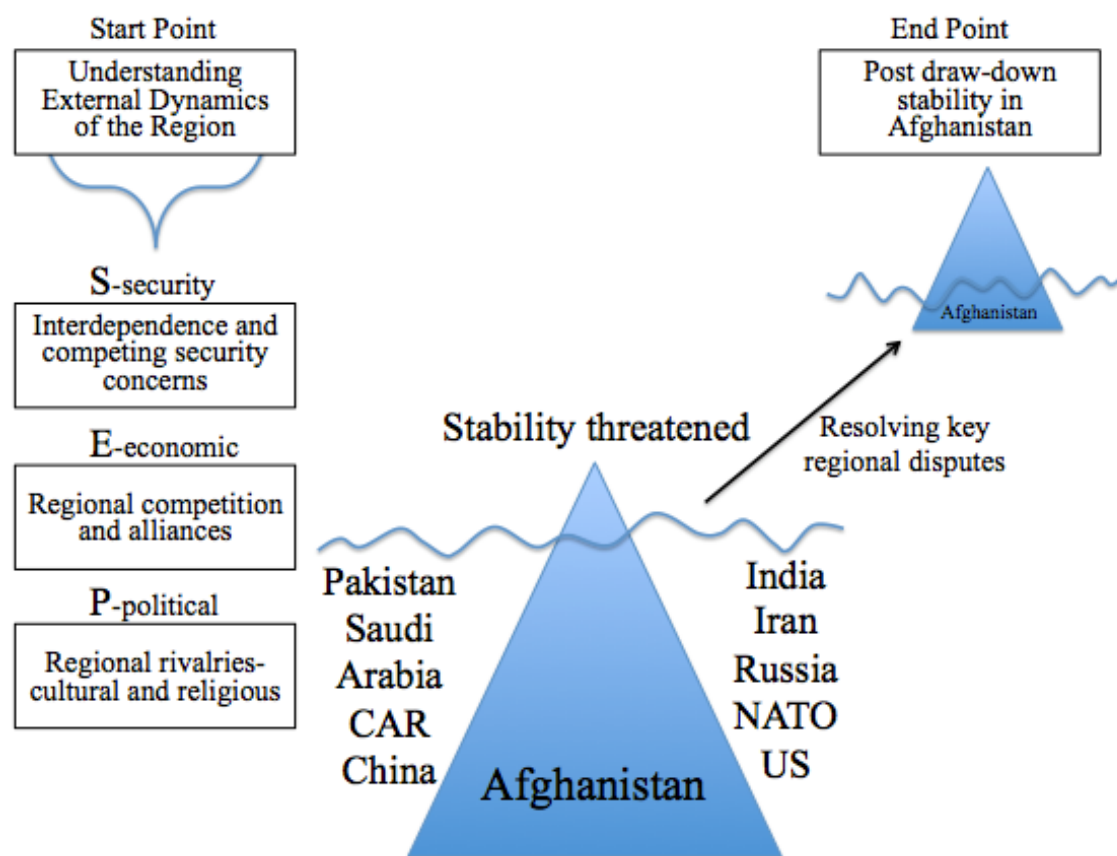 Start Point
Understanding
External Dynamics
of the Region
S-security
Interdependence and
competing security
concerns
E-economic
Regional competition
and alliances
P-political
Regional rivalries-
cultural and religious
Stability threatened
Pakistan
Saudi
Arabia
CAR
China
Afghanistan
India
Iran
Russia
NATO
US
Resolving key
regional disputes
End Point
Post draw-down
stability in
Afghanistan
Afghanistan